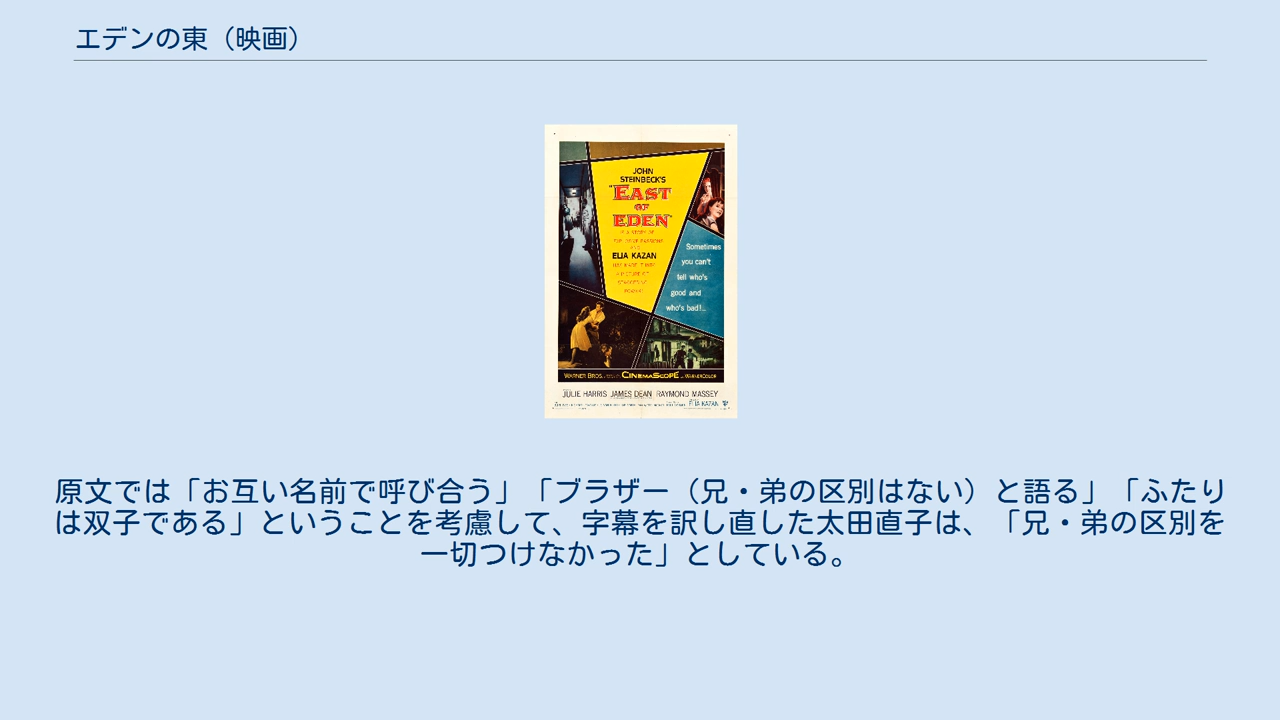 エデンの東（映画）
JOHN
STEINBECK'S
"EAST
OF
EDEN"
ELIA KAZAN
Sometimes
you can't
tell who's
good and
who's bad!...
WARNER BROS. CINEMASCOPE WARNERCOLOR
JULIE HARRIS JAMES DEAN RAYMOND MASSEY
ELIA KAZAN
原文では「お互い名前で呼び合う」「ブラザー（兄・弟の区別はない）と語る」「ふたり
は双子である」ということを考慮して、字幕を訳し直した太田直子は、「兄・弟の区別を
一切つけなかった」としている。